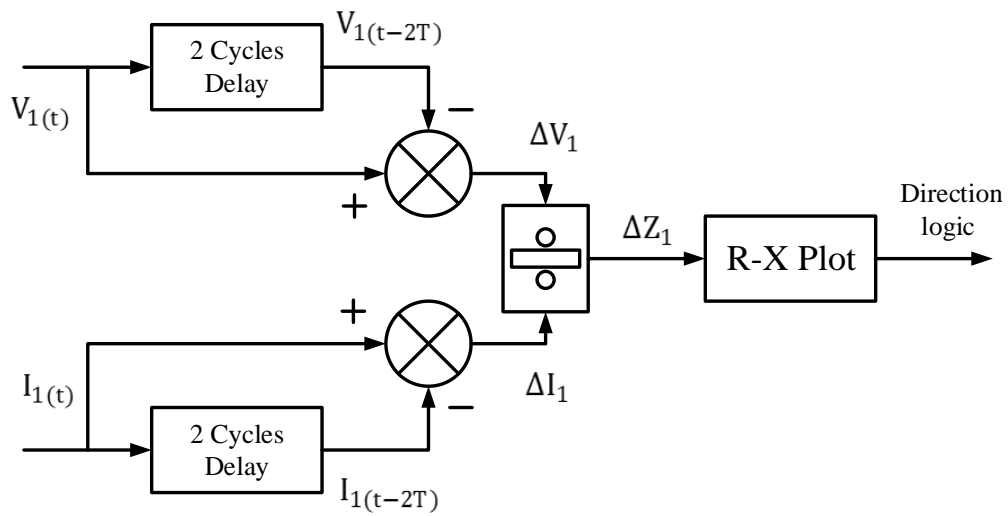 V₁₍ₜ₋₂T₎
2 Cycles
Delay
V₁₍ₜ₎
−
+
ΔV₁
Direction
logic
ΔZ₁
R-X Plot
÷
+
−
ΔI₁
I₁₍ₜ₎
2 Cycles
Delay
I₁₍ₜ₋₂T₎